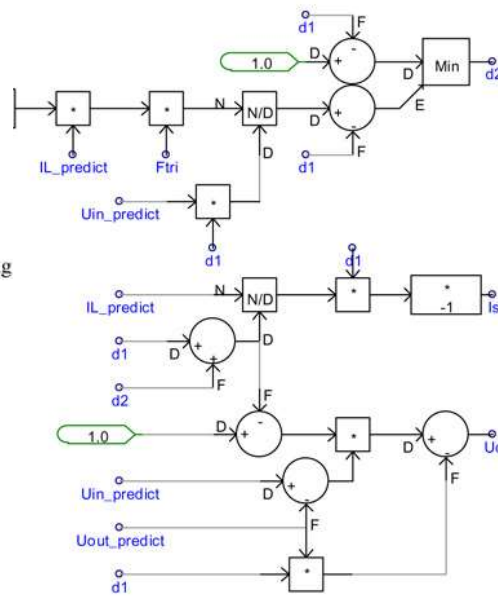 d1 F
- D
1.0 + D Min d2
* * N N/D D + E
IL_predict Ftri D d1 - F
Uin_predict *
d1
g d1
IL_predict N N/D * * -1 Is
d1 D + D
d2 + F F
1.0 D + - * D + Uo
Uin_predict D + - F
Uout_predict F
d1 *